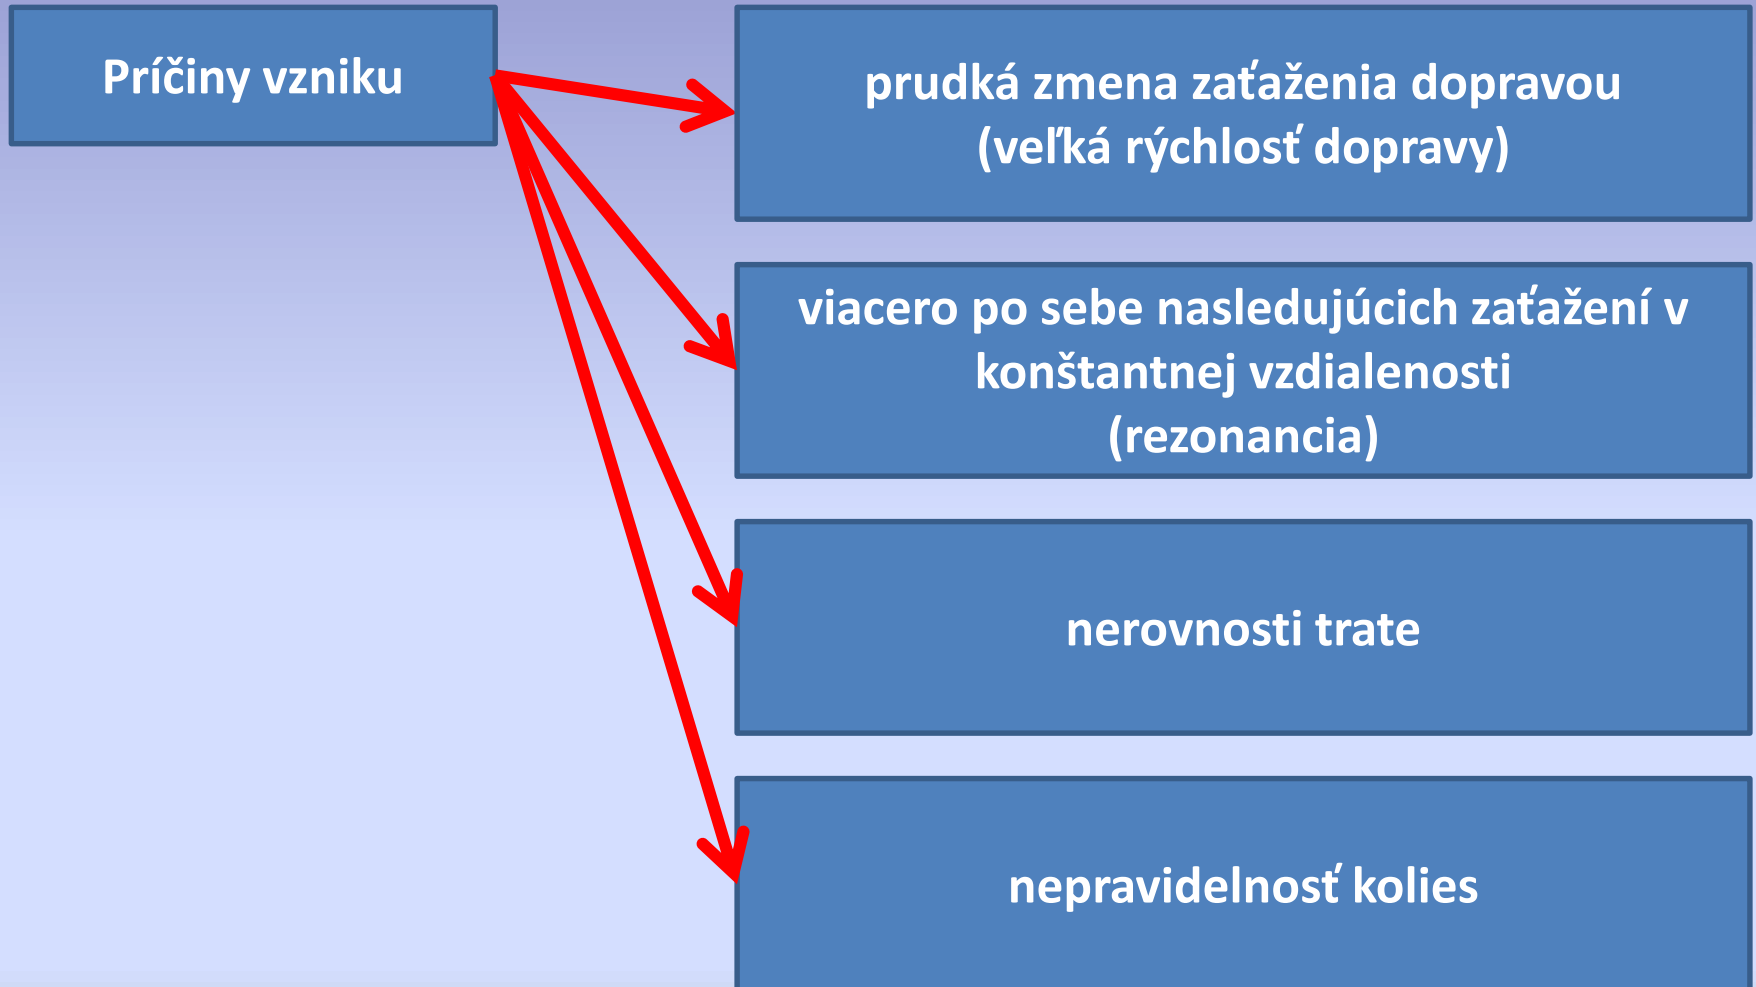 Príčiny vzniku
prudká zmena zaťaženia dopravou
(veľká rýchlosť dopravy)
viacero po sebe nasledujúcich zaťažení v
konštantnej vzdialenosti
(rezonancia)
nerovnosti trate
nepravidelnosť kolies